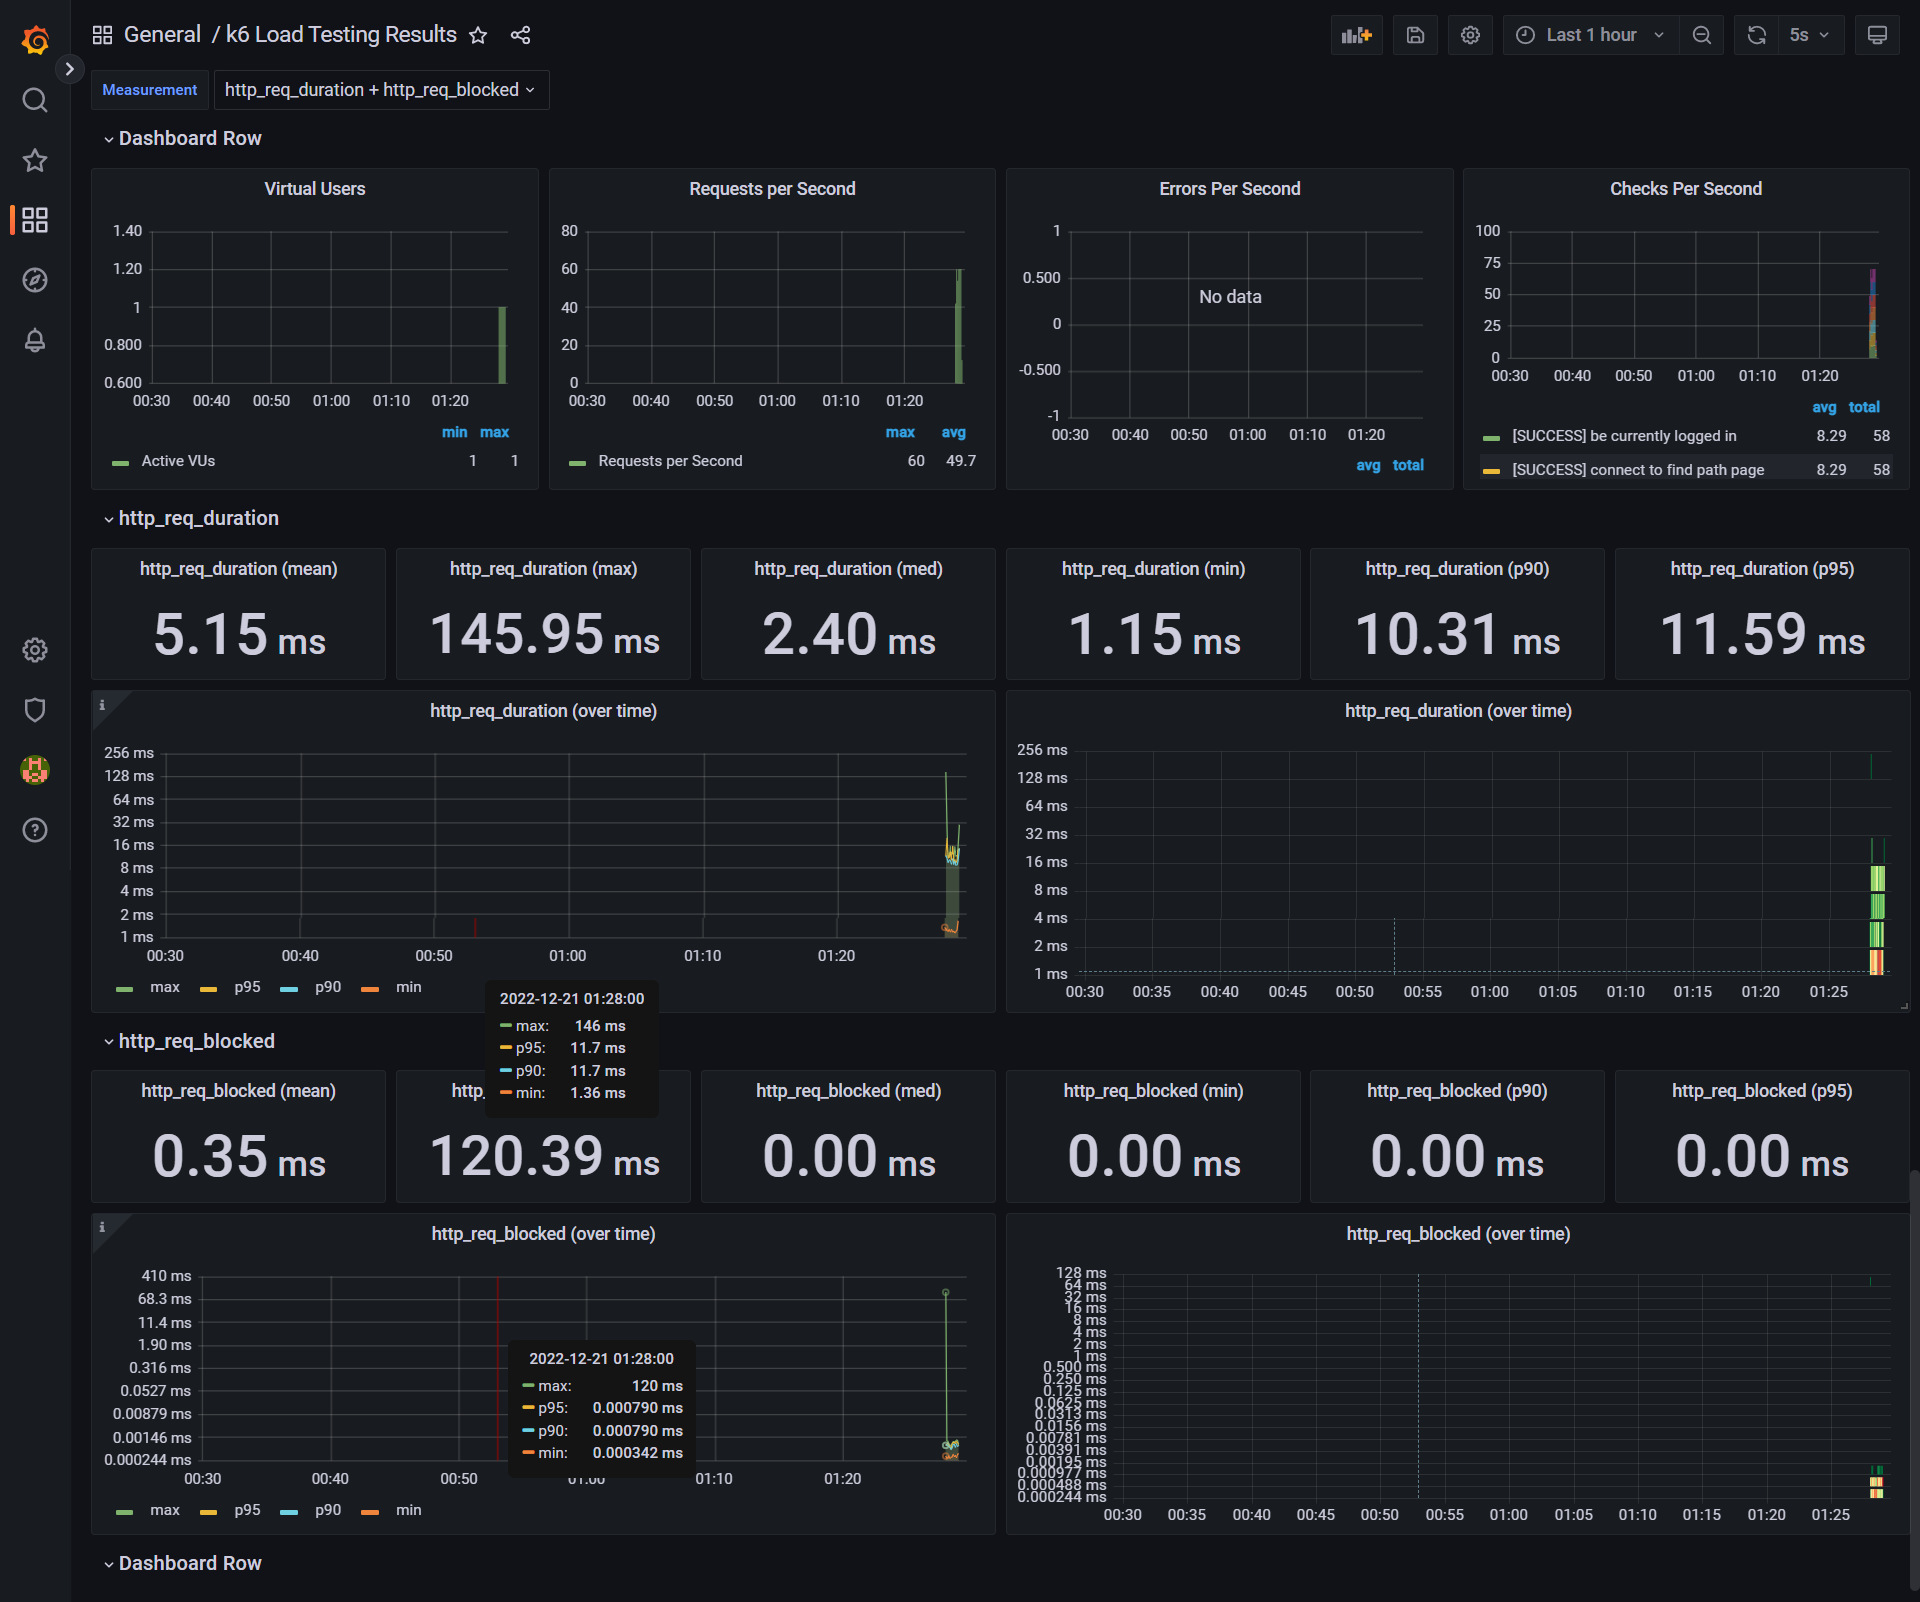 General / k6 Load Testing Results
Last 1 hour
5s
Measurement
http_req_duration + http_req_blocked
Dashboard Row
Virtual Users
1.40
1.20
1
0.800
0.600
00:30 00:40 00:50 01:00 01:10 01:20
min max
Active VUs 1 1
Requests per Second
80
60
40
20
0
00:30 00:40 00:50 01:00 01:10 01:20
max avg
Requests per Second 60 49.7
Errors Per Second
1
0.500
0
-0.500
-1
No data
00:30 00:40 00:50 01:00 01:10 01:20
avg total
Checks Per Second
100
75
50
25
0
00:30 00:40 00:50 01:00 01:10 01:20
avg total
[SUCCESS] be currently logged in 8.29 58
[SUCCESS] connect to find path page 8.29 58
http_req_duration
http_req_duration (mean)
5.15 ms
http_req_duration (max)
145.95 ms
http_req_duration (med)
2.40 ms
http_req_duration (min)
1.15 ms
http_req_duration (p90)
10.31 ms
http_req_duration (p95)
11.59 ms
http_req_duration (over time)
256 ms
128 ms
64 ms
32 ms
16 ms
8 ms
4 ms
2 ms
1 ms
00:30 00:40 00:50 01:00 01:10 01:20
max p95 p90 min
2022-12-21 01:28:00
max: 146 ms
p95: 11.7 ms
p90: 11.7 ms
min: 1.36 ms
http_req_duration (over time)
256 ms
128 ms
64 ms
32 ms
16 ms
8 ms
4 ms
2 ms
1 ms
00:30 00:35 00:40 00:45 00:50 00:55 01:00 01:05 01:10 01:15 01:20 01:25
http_req_blocked
http_req_blocked (mean)
0.35 ms
http_
120.39 ms
http_req_blocked (med)
0.00 ms
http_req_blocked (min)
0.00 ms
http_req_blocked (p90)
0.00 ms
http_req_blocked (p95)
0.00 ms
http_req_blocked (over time)
410 ms
68.3 ms
11.4 ms
1.90 ms
0.316 ms
0.0527 ms
0.00879 ms
0.00146 ms
0.000244 ms
00:30 00:40 00:50 01:00 01:10 01:20
max p95 p90 min
2022-12-21 01:28:00
max: 120 ms
p95: 0.000790 ms
p90: 0.000790 ms
min: 0.000342 ms
http_req_blocked (over time)
128 ms
64 ms
32 ms
16 ms
8 ms
4 ms
2 ms
1 ms
0.500 ms
0.250 ms
0.125 ms
0.0625 ms
0.0313 ms
0.0156 ms
0.00781 ms
0.00391 ms
0.00195 ms
0.000977 ms
0.000488 ms
0.000244 ms
00:30 00:35 00:40 00:45 00:50 00:55 01:00 01:05 01:10 01:15 01:20 01:25
Dashboard Row